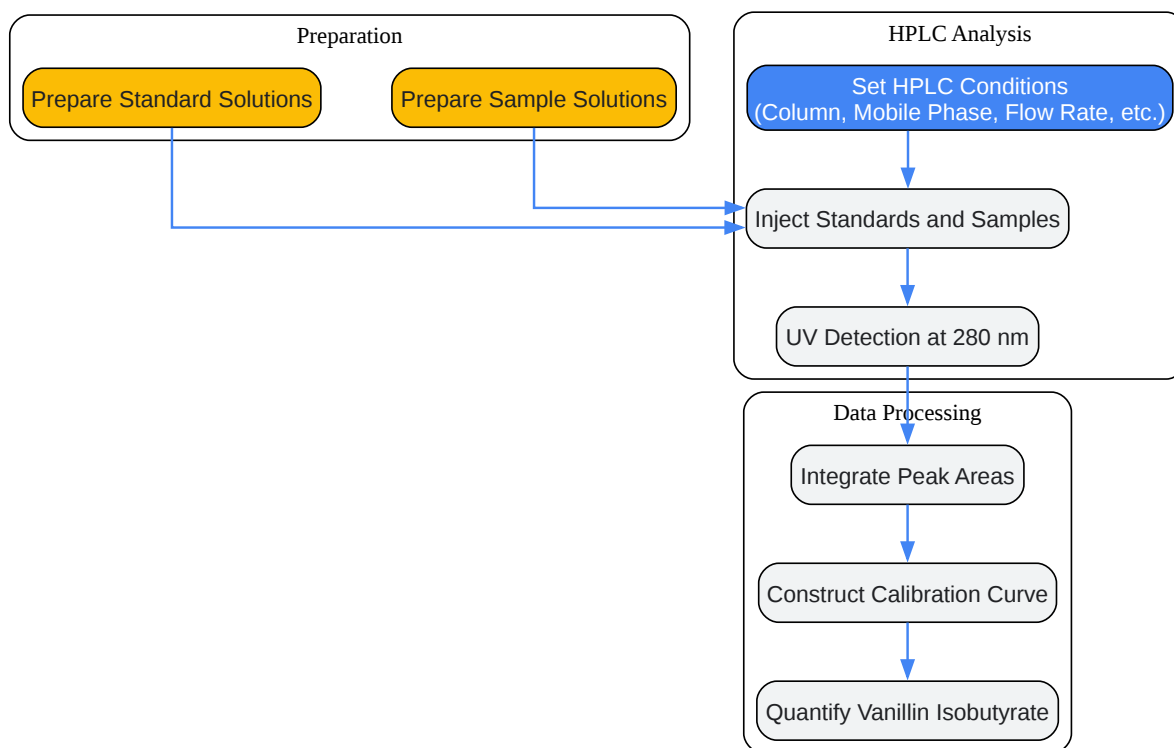 Preparation
Prepare Standard Solutions
Prepare Sample Solutions
HPLC Analysis
Set HPLC Conditions
(Column, Mobile Phase, Flow Rate, etc.)
Inject Standards and Samples
UV Detection at 280 nm
Data Processing
Integrate Peak Areas
Construct Calibration Curve
Quantify Vanillin Isobutyrate